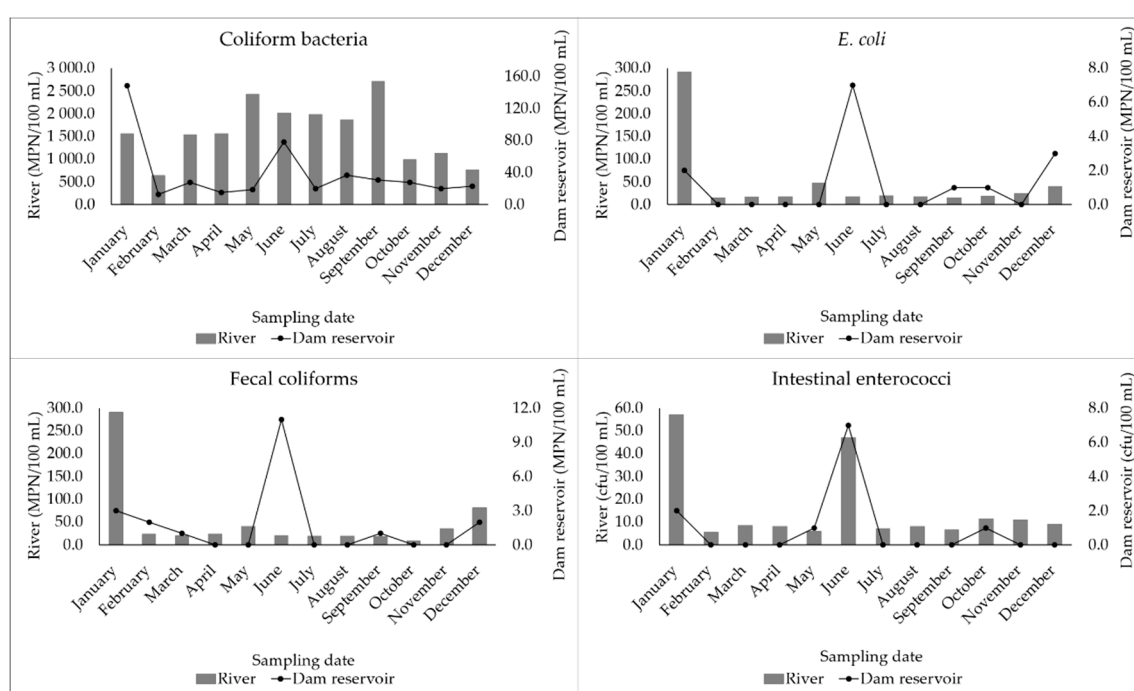 Coliform bacteria
River (MPN/100 mL)
3 000.0
2 500.0
2 000.0
1 500.0
1 000.0
500.0
0.0
160.0
120.0
80.0
40.0
0.0
Dam reservoir (MPN/100 mL)
January
February
March
April
May
June
July
August
September
October
November
December
Sampling date
River
Dam reservoir
E. coli
River (MPN/100 mL)
300.0
250.0
200.0
150.0
100.0
50.0
0.0
8.0
6.0
4.0
2.0
0.0
Dam reservoir (MPN/100 mL)
January
February
March
April
May
June
July
August
September
October
November
December
Sampling date
River
Dam reservoir
Fecal coliforms
River (MPN/100 mL)
300.0
250.0
200.0
150.0
100.0
50.0
0.0
12.0
9.0
6.0
3.0
0.0
Dam reservoir (MPN/100 mL)
January
February
March
April
May
June
July
August
September
October
November
December
Sampling date
River
Dam reservoir
Intestinal enterococci
River (cfu/100 mL)
60.0
50.0
40.0
30.0
20.0
10.0
0.0
8.0
6.0
4.0
2.0
0.0
Dam reservoir (cfu/100 mL)
January
February
March
April
May
June
July
August
September
October
November
December
Sampling date
River
Dam reservoir